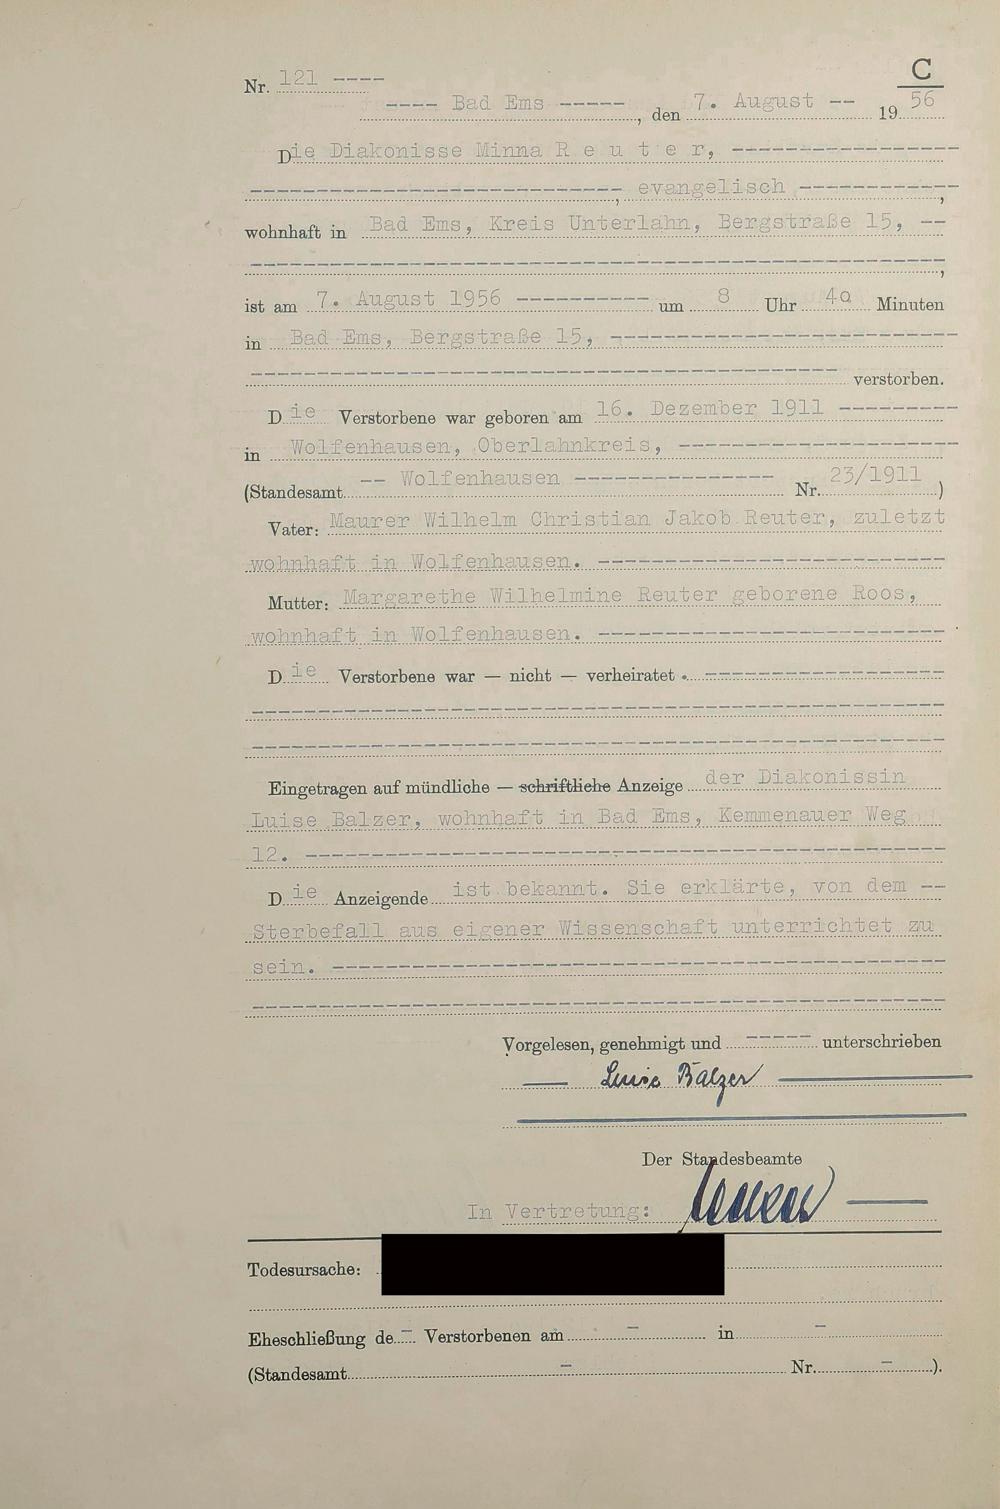 C
Nr. 121 ----
---- Bad Ems -----, den 7. August -- 1956
Die Diakonisse Minna R e u t e r, -----------------
----------------------------, evangelisch ------------,
wohnhaft in Bad Ems, Kreis Unterlahn, Bergstraße 15, --
----------------------------------------------------,
ist am 7. August 1956 ---------- um 8 Uhr 40 Minuten
in Bad Ems, Bergstraße 15, --------------------------
-------------------------------------------- verstorben.
Die Verstorbene war geboren am 16. Dezember 1911 ---------
in Wolfenhausen, Oberlahnkreis, ---------------------
(Standesamt -- Wolfenhausen --------------- Nr. 23/1911)
Vater: Maurer Wilhelm Christian Jakob Reuter, zuletzt
wohnhaft in Wolfenhausen. --------------------------
Mutter: Margarethe Wilhelmine Reuter geborene Roos,
wohnhaft in Wolfenhausen. --------------------------
Die Verstorbene war — nicht — verheiratet. ------------------
----------------------------------------------------
----------------------------------------------------
Eingetragen auf mündliche — schriftliche Anzeige der Diakonissin
Luise Balzer, wohnhaft in Bad Ems, Kemmenauer Weg
12. ------------------------------------------------
Die Anzeigende ist bekannt. Sie erklärte, von dem --
Sterbefall aus eigener Wissenschaft unterrichtet zu
sein. ----------------------------------------------
----------------------------------------------------
Vorgelesen, genehmigt und ----- unterschrieben
— Luise Balzer —
Der Standesbeamte
In Vertretung:
Todesursache:
Eheschließung de- Verstorbenen am - in -
(Standesamt - Nr. -).